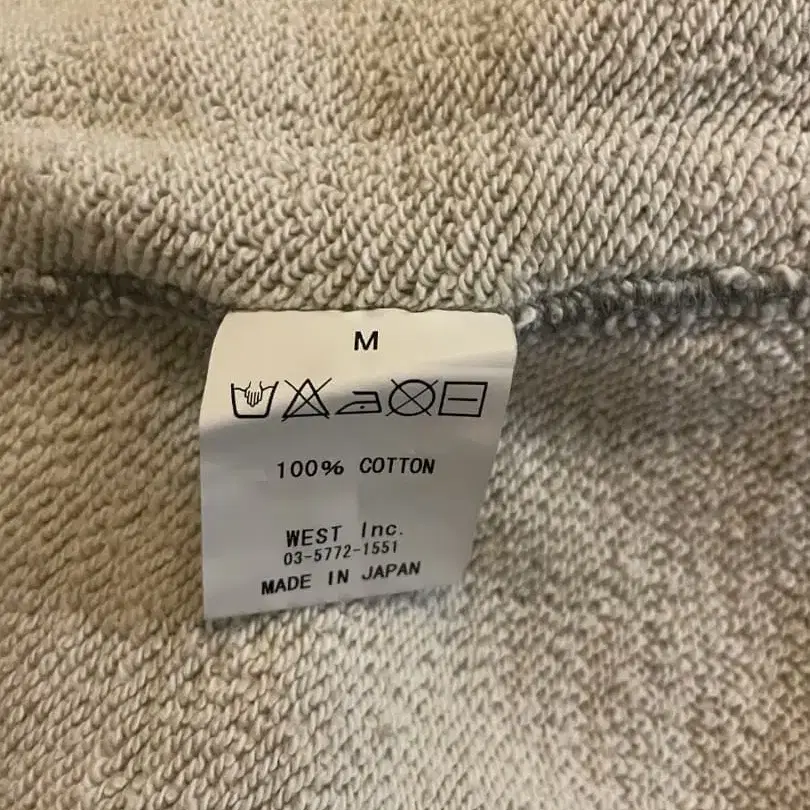 M
100% COTTON
WEST Inc.
03-5772-1551
MADE IN JAPAN